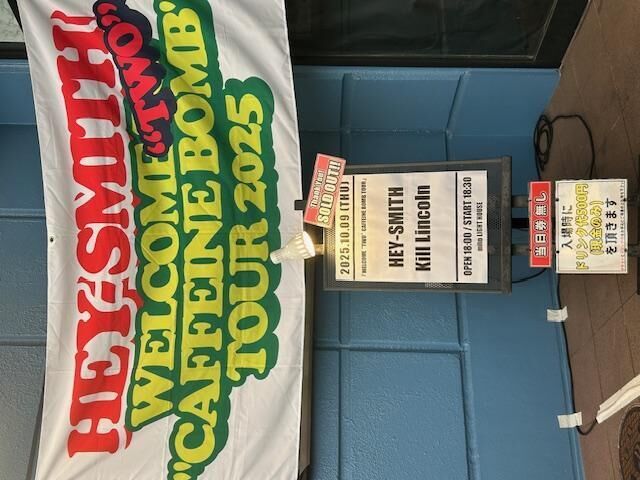 HEY-SMITH
WELCOME "TWO"
"CAFFEINE BOMB"
TOUR 2025
Thank You!
SOLD OUT!!
2025.10.09 (THU)
「WELCOME "TWO" CAFFEINE BOMB TOUR」
HEY-SMITH
Kill Lincoln
OPEN 18:00 / START 18:30
mito LIGHT HOUSE
当日券 無し
入場時に
ドリンク代500円
(現金のみ)
を頂きます